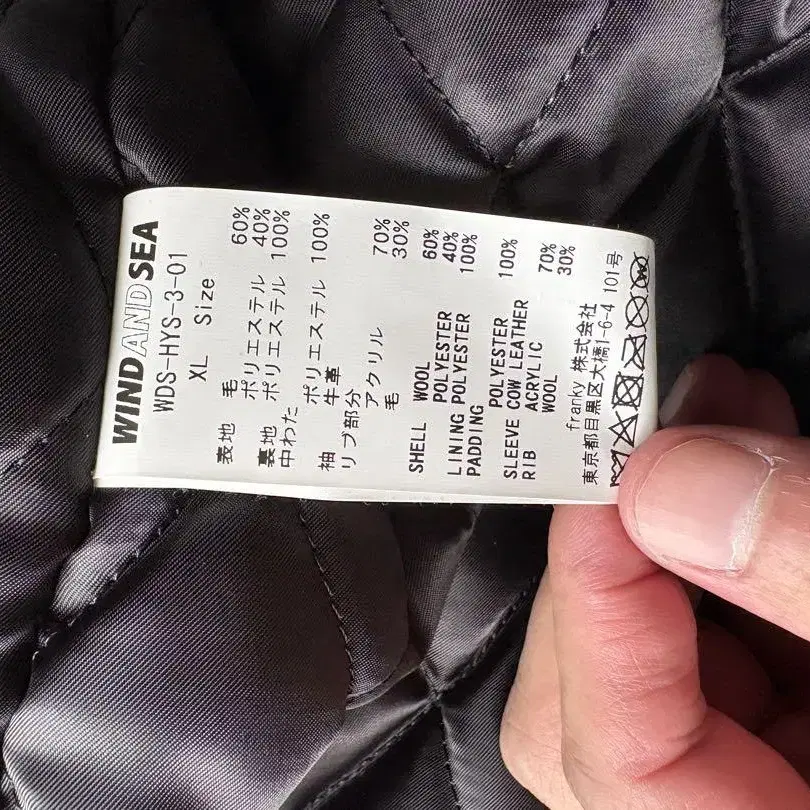 WIND AND SEA
WDS-HYS-3-01
XL Size
表地 毛 60%
ポリエステル 40%
裏地 ポリエステル 100%
中わた
ポリエステル 100%
袖 牛革
リブ部分
アクリル 70%
毛 30%
SHELL WOOL 60%
POLYESTER 40%
LINING POLYESTER 100%
PADDING
POLYESTER 100%
SLEEVE COW LEATHER
RIB ACRYLIC 70%
WOOL 30%
franky 株式会社
東京都目黒区大橋1-6-4 101号